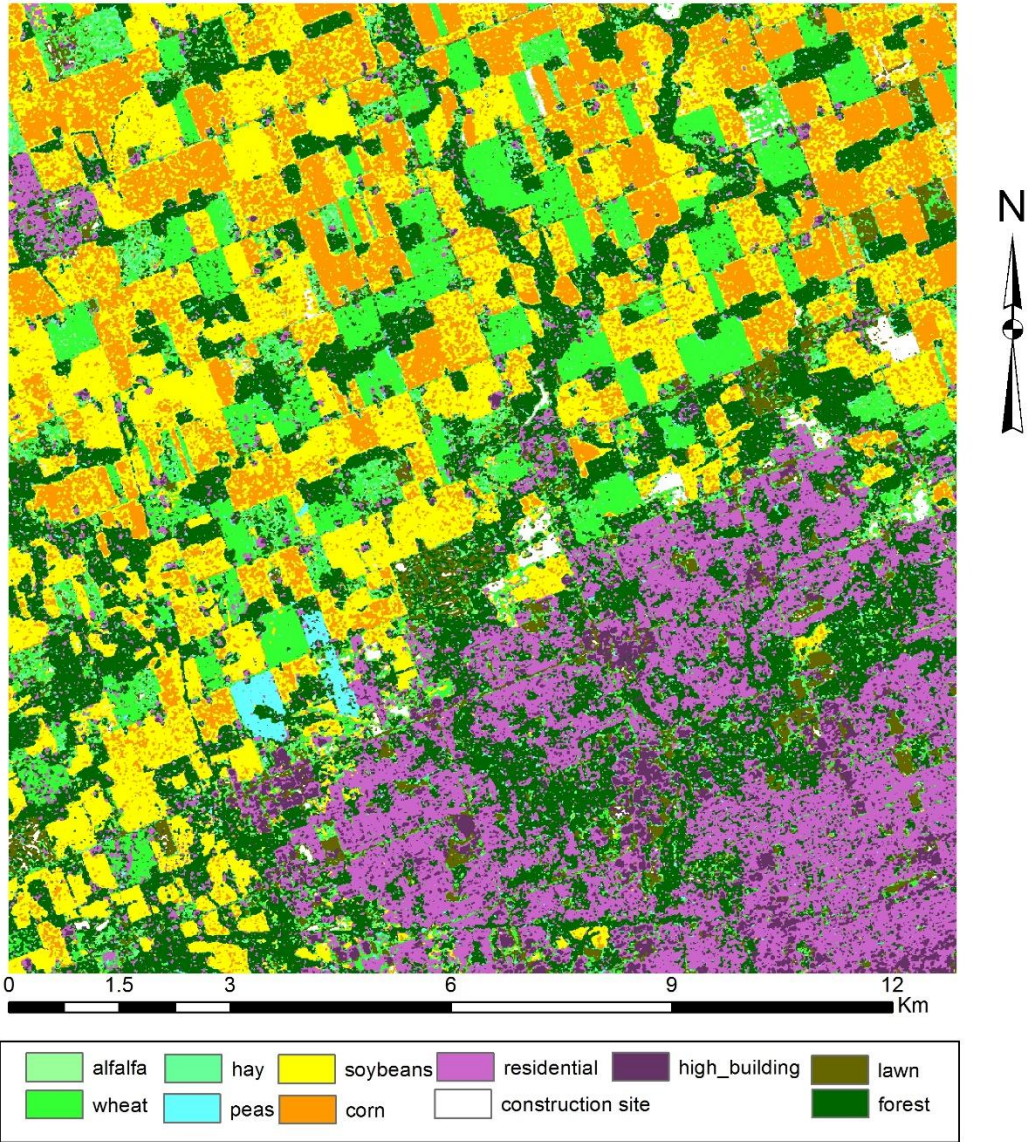 N
0 1.5 3 6 9 12
Km
alfalfa hay soybeans residential high_building lawn
wheat peas corn construction site forest